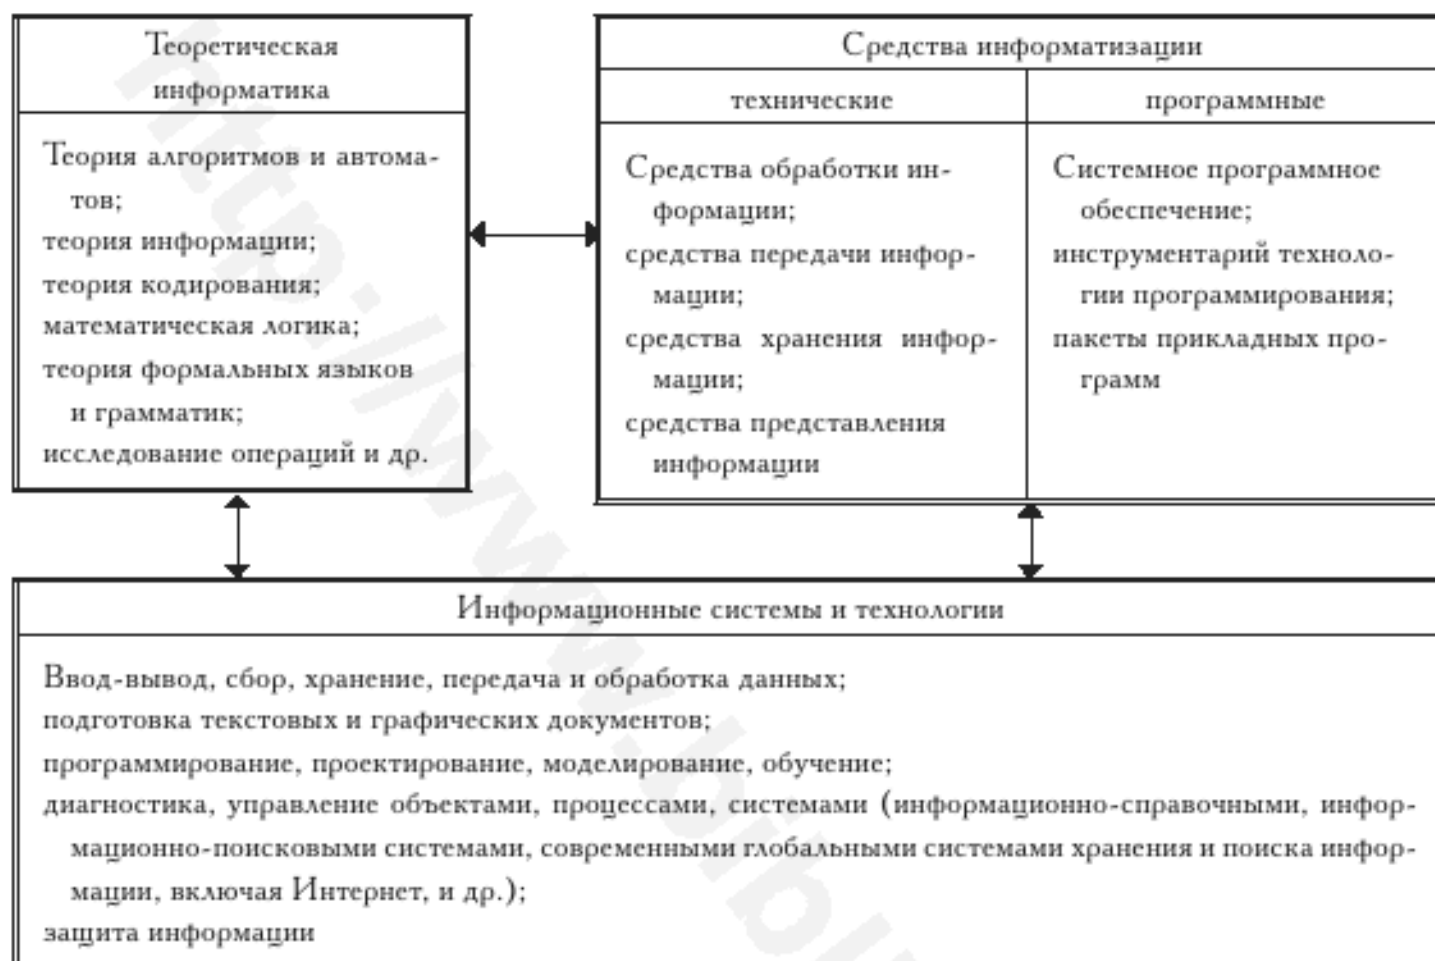 Теоретическая
информатика
Теория алгоритмов и автома-
тов;
теория информации;
теория кодирования;
математическая логика;
теория формальных языков
и грамматик;
исследование операций и др.
Средства информатизации
технические
Средства обработки ин-
формации;
средства передачи инфор-
мации;
средства хранения инфор-
мации;
средства представления
информации
программные
Системное программное
обеспечение;
инструментарий техноло-
гии программирования;
пакеты прикладных про-
грамм
Информационные системы и технологии
Ввод-вывод, сбор, хранение, передача и обработка данных;
подготовка текстовых и графических документов;
программирование, проектирование, моделирование, обучение;
диагностика, управление объектами, процессами, системами (информационно-справочными, инфор-
мационно-поисковыми системами, современными глобальными системами хранения и поиска инфор-
мации, включая Интернет, и др.);
защита информации
http://www.bibl